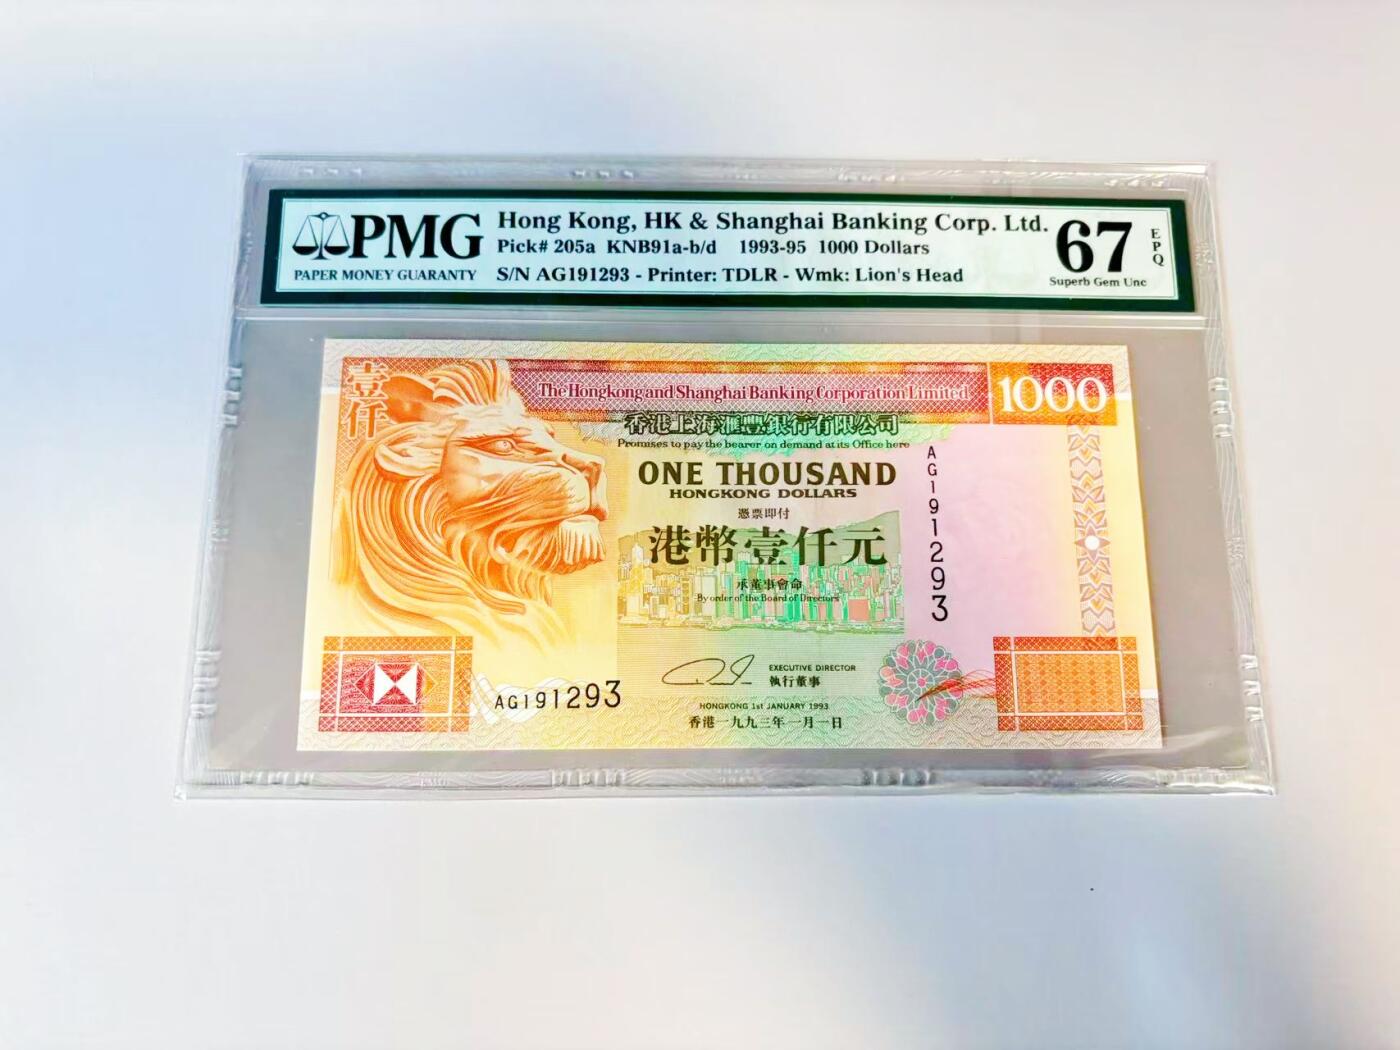 PMG
PAPER MONEY GUARANTY
Hong Kong, HK & Shanghai Banking Corp. Ltd.
Pick# 205a KNB91a-b/d 1993-95 1000 Dollars
S/N AG191293 - Printer: TDLR - Wmk: Lion's Head
67
EPQ
Superb Gem Unc
壹仟
The Hongkong and Shanghai Banking Corporation Limited
1000
香港上海滙豐銀行有限公司
Promises to pay the bearer on demand at its Office here
ONE THOUSAND
HONGKONG DOLLARS
憑票即付
港幣壹仟元
承董事會命
By order of the Board of Directors
AG191293
EXECUTIVE DIRECTOR
執行董事
AG191293
HONGKONG 1st JANUARY 1993
香港一九九三年一月一日